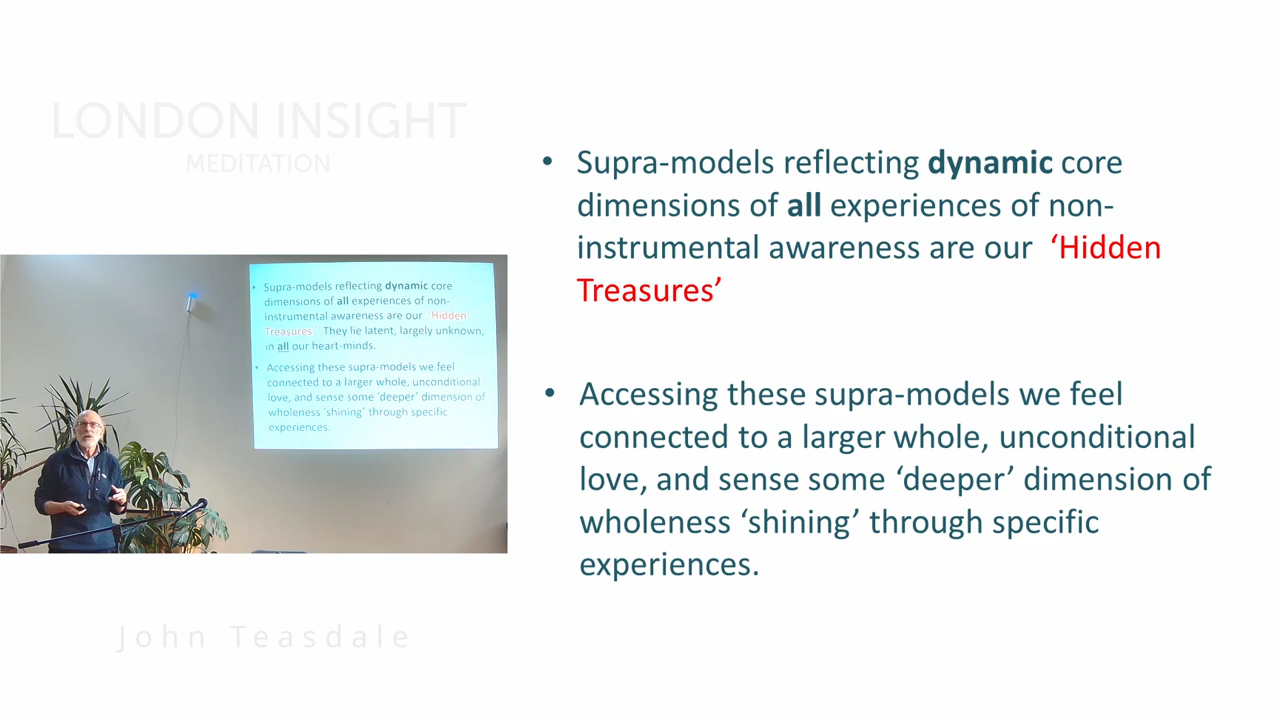 LONDON INSIGHT
MEDITATION
• Supra-models reflecting dynamic core
dimensions of all experiences of non-
instrumental awareness are our ‘Hidden
Treasures’ They lie latent, largely unknown,
in all our heart-minds.
• Accessing these supra-models we feel
connected to a larger whole, unconditional
love, and sense some ‘deeper’ dimension of
wholeness ‘shining’ through specific
experiences.
John Teasdale
• Supra-models reflecting dynamic core
dimensions of all experiences of non-
instrumental awareness are our ‘Hidden
Treasures’
• Accessing these supra-models we feel
connected to a larger whole, unconditional
love, and sense some ‘deeper’ dimension of
wholeness ‘shining’ through specific
experiences.